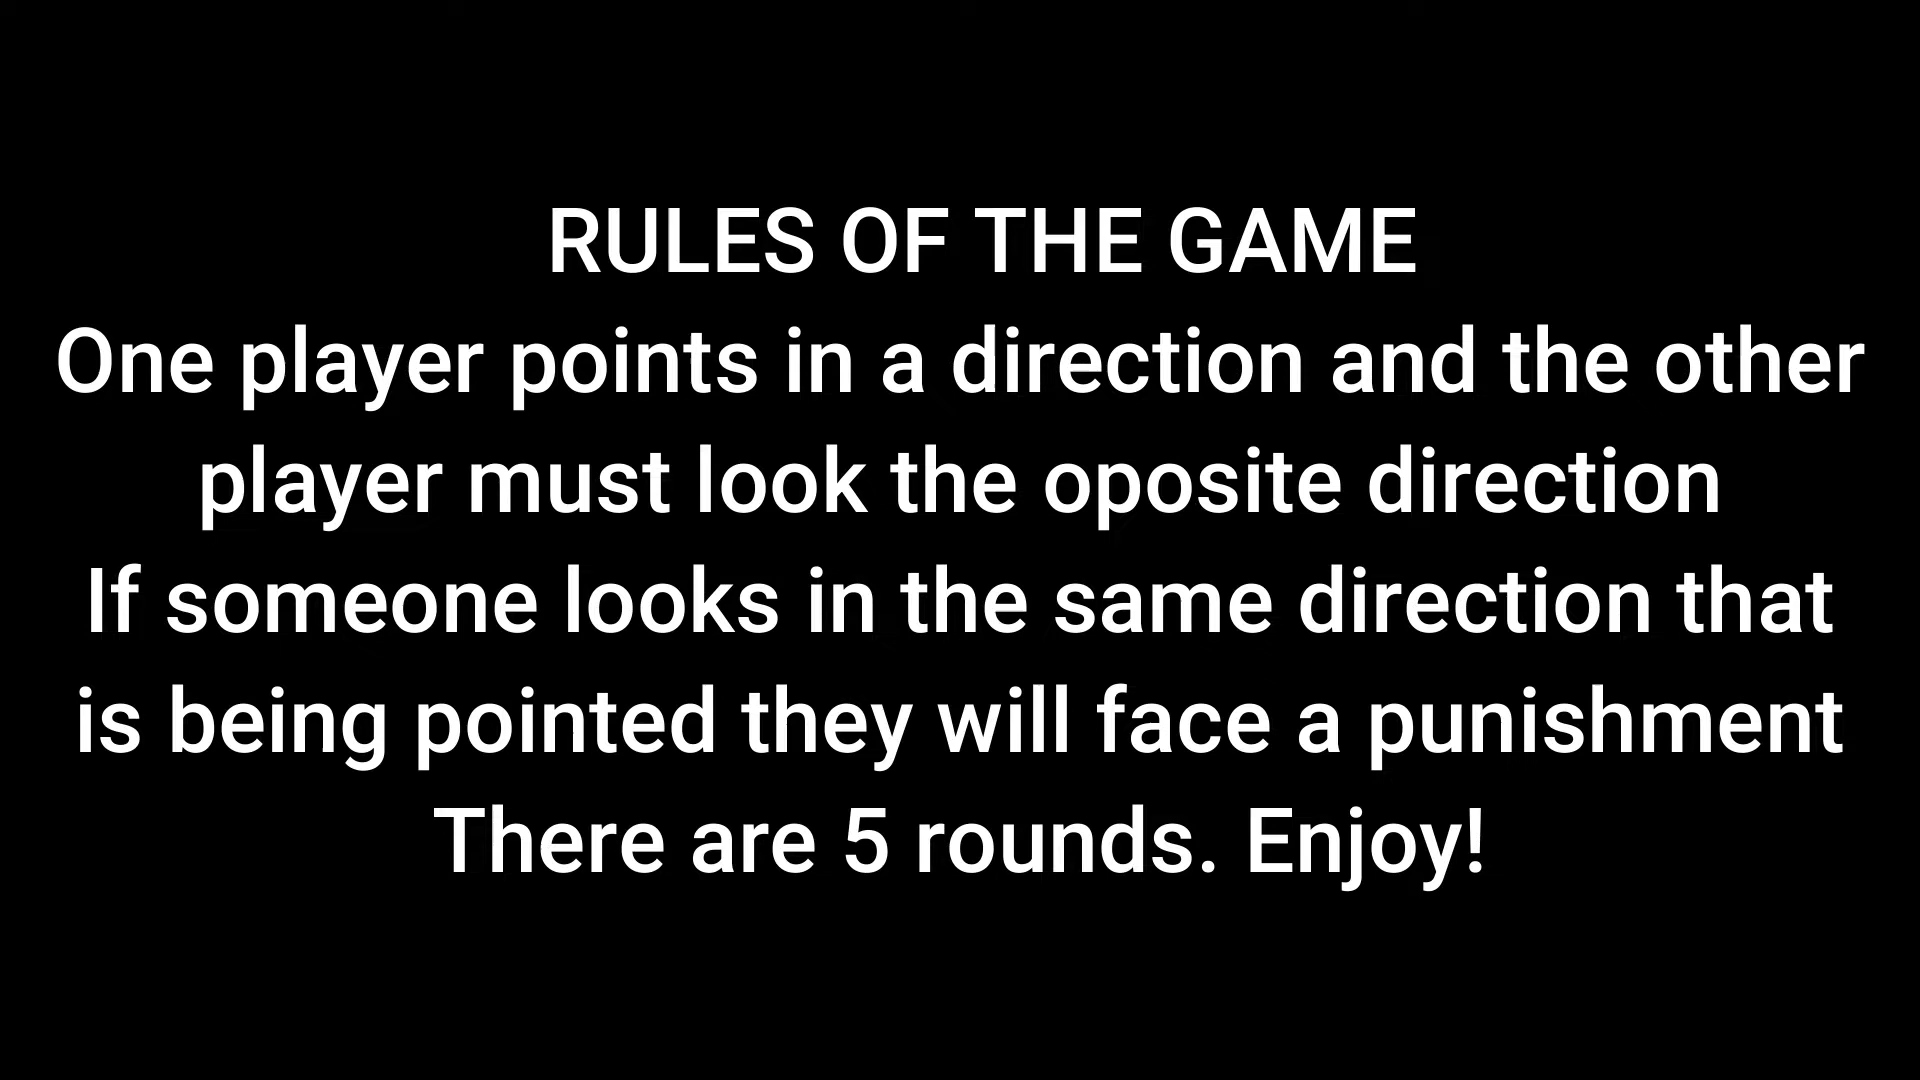 RULES OF THE GAME
One player points in a direction and the other
player must look the oposite direction
If someone looks in the same direction that
is being pointed they will face a punishment
There are 5 rounds. Enjoy!